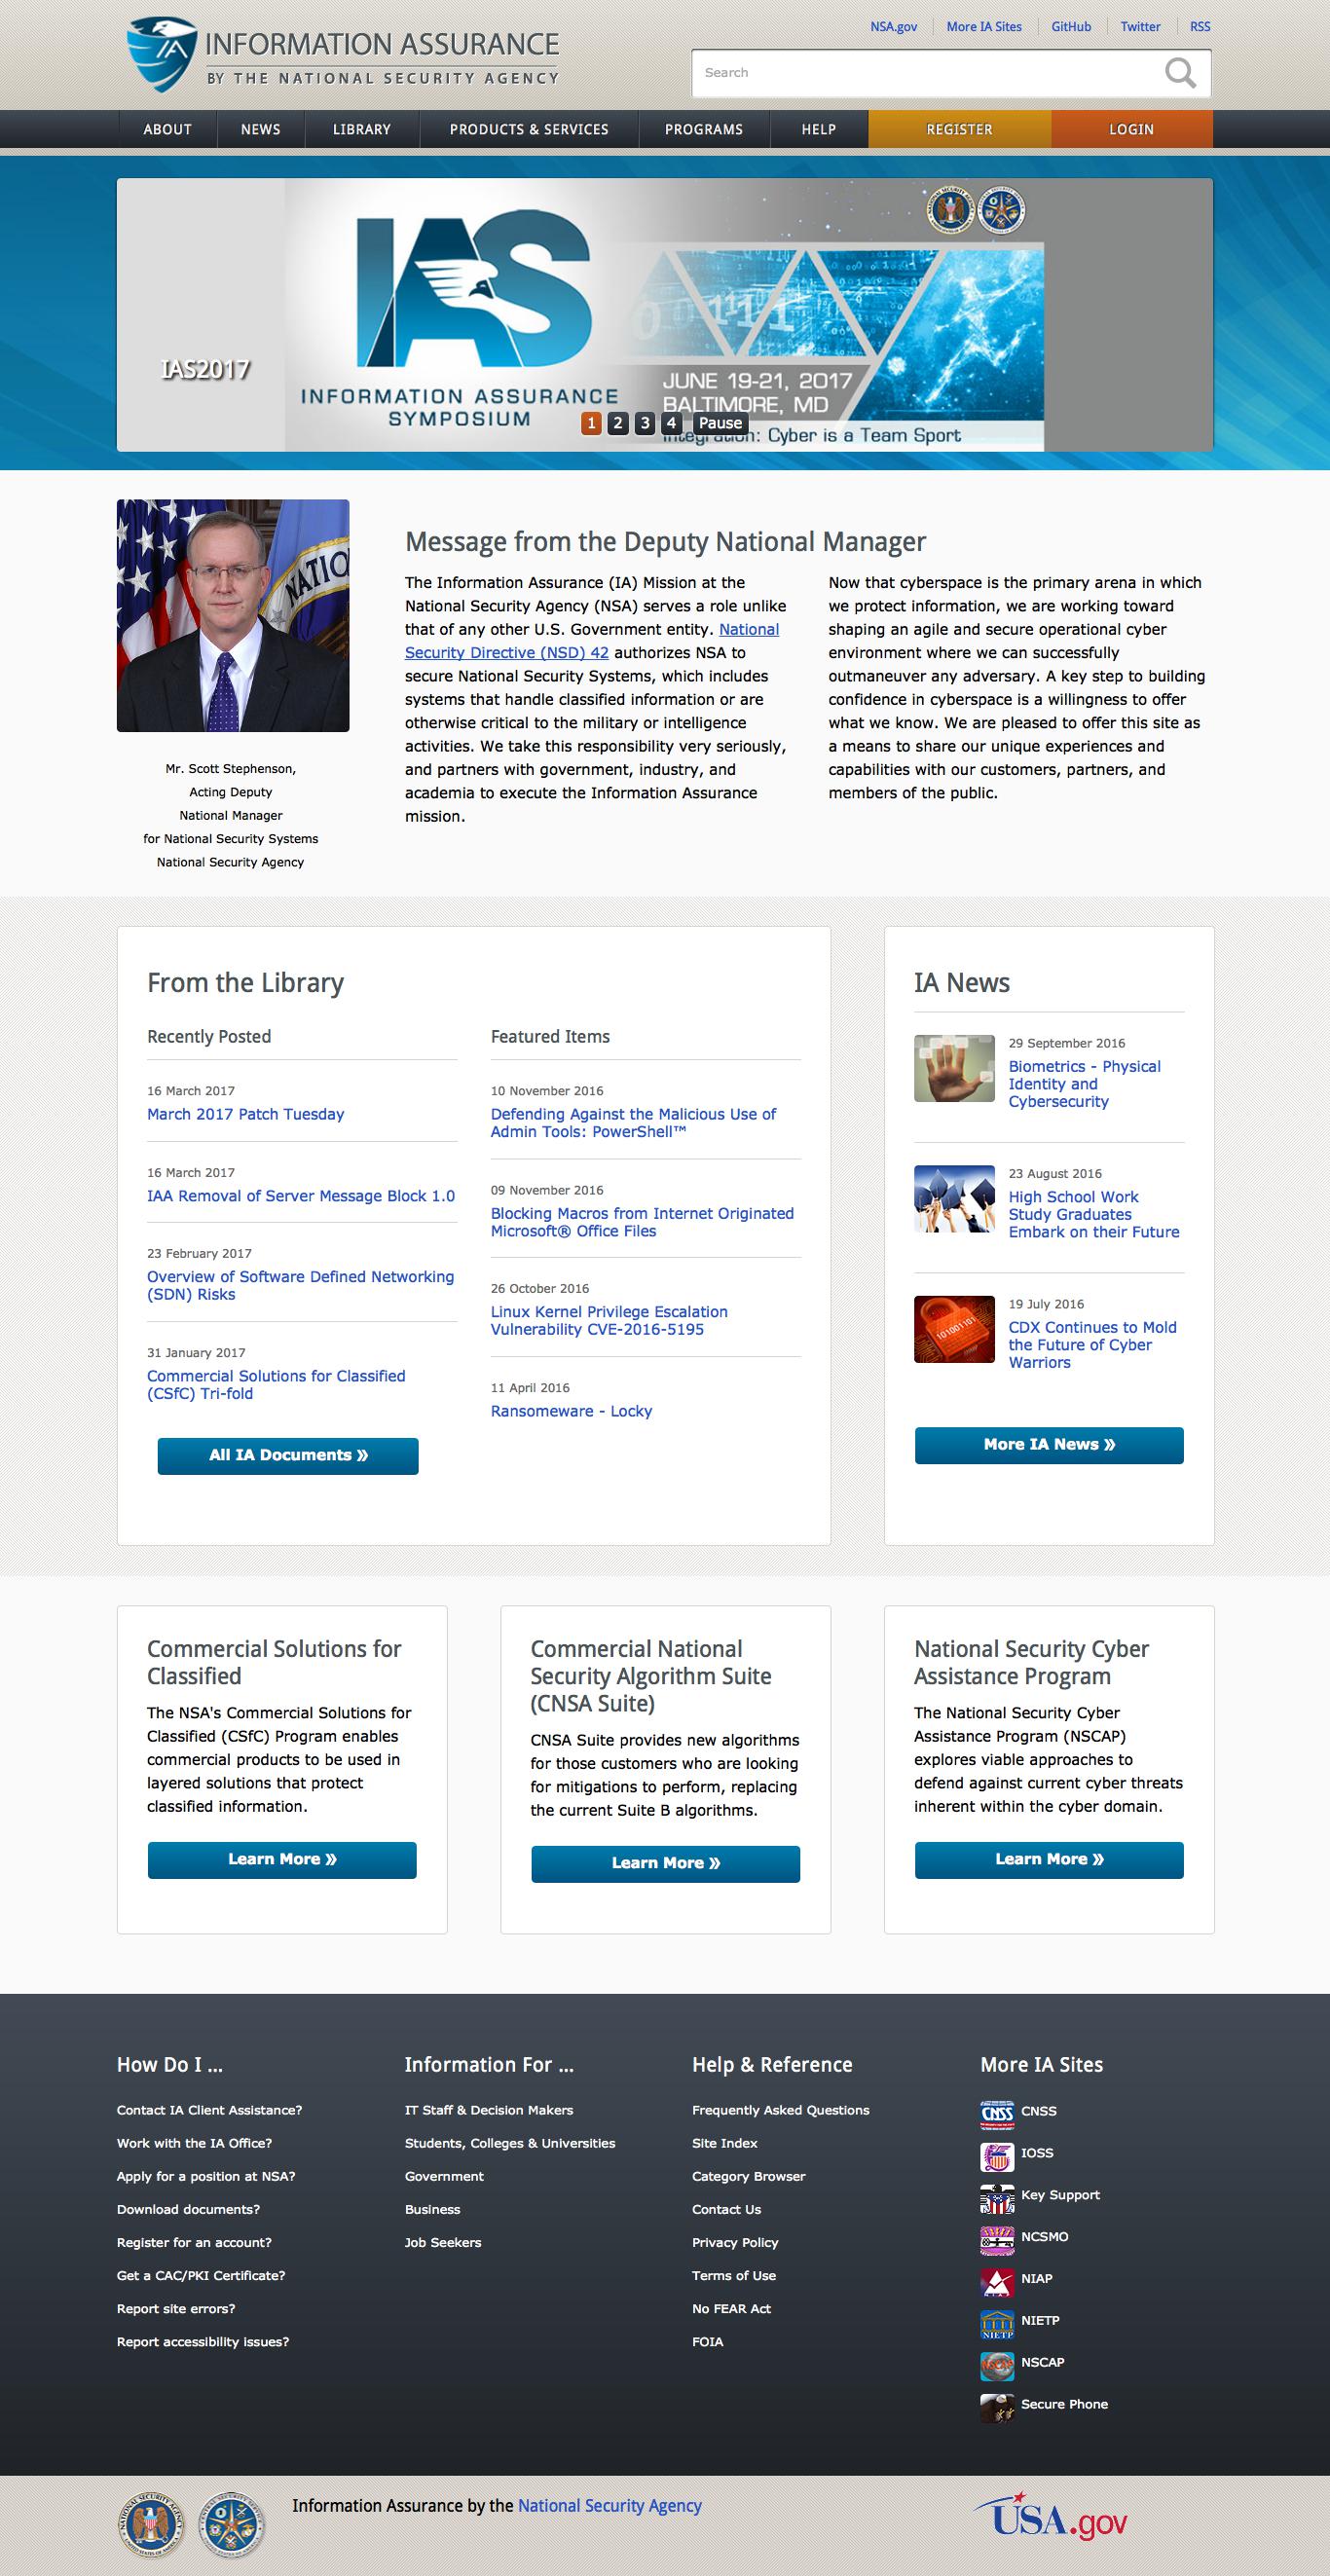 NSA.gov More IA Sites GitHub Twitter RSS
IA INFORMATION ASSURANCE
BY THE NATIONAL SECURITY AGENCY
Search
ABOUT NEWS LIBRARY PRODUCTS & SERVICES PROGRAMS HELP REGISTER LOGIN
IAS
IAS2017
INFORMATION ASSURANCE
SYMPOSIUM
JUNE 19-21, 2017
BALTIMORE, MD
1 2 3 4 Pause
Integration: Cyber is a Team Sport
NATIO
Mr. Scott Stephenson,
Acting Deputy
National Manager
for National Security Systems
National Security Agency
Message from the Deputy National Manager
The Information Assurance (IA) Mission at the
National Security Agency (NSA) serves a role unlike
that of any other U.S. Government entity. National
Security Directive (NSD) 42 authorizes NSA to
secure National Security Systems, which includes
systems that handle classified information or are
otherwise critical to the military or intelligence
activities. We take this responsibility very seriously,
and partners with government, industry, and
academia to execute the Information Assurance
mission.
Now that cyberspace is the primary arena in which
we protect information, we are working toward
shaping an agile and secure operational cyber
environment where we can successfully
outmaneuver any adversary. A key step to building
confidence in cyberspace is a willingness to offer
what we know. We are pleased to offer this site as
a means to share our unique experiences and
capabilities with our customers, partners, and
members of the public.
From the Library
Recently Posted
16 March 2017
March 2017 Patch Tuesday
16 March 2017
IAA Removal of Server Message Block 1.0
23 February 2017
Overview of Software Defined Networking
(SDN) Risks
31 January 2017
Commercial Solutions for Classified
(CSfC) Tri-fold
All IA Documents »
Featured Items
10 November 2016
Defending Against the Malicious Use of
Admin Tools: PowerShell™
09 November 2016
Blocking Macros from Internet Originated
Microsoft® Office Files
26 October 2016
Linux Kernel Privilege Escalation
Vulnerability CVE-2016-5195
11 April 2016
Ransomeware - Locky
IA News
29 September 2016
Biometrics - Physical
Identity and
Cybersecurity
23 August 2016
High School Work
Study Graduates
Embark on their Future
19 July 2016
CDX Continues to Mold
the Future of Cyber
Warriors
More IA News »
Commercial Solutions for
Classified
The NSA's Commercial Solutions for
Classified (CSfC) Program enables
commercial products to be used in
layered solutions that protect
classified information.
Learn More »
Commercial National
Security Algorithm Suite
(CNSA Suite)
CNSA Suite provides new algorithms
for those customers who are looking
for mitigations to perform, replacing
the current Suite B algorithms.
Learn More »
National Security Cyber
Assistance Program
The National Security Cyber
Assistance Program (NSCAP)
explores viable approaches to
defend against current cyber threats
inherent within the cyber domain.
Learn More »
How Do I ...
Contact IA Client Assistance?
Work with the IA Office?
Apply for a position at NSA?
Download documents?
Register for an account?
Get a CAC/PKI Certificate?
Report site errors?
Report accessibility issues?
Information For ...
IT Staff & Decision Makers
Students, Colleges & Universities
Government
Business
Job Seekers
Help & Reference
Frequently Asked Questions
Site Index
Category Browser
Contact Us
Privacy Policy
Terms of Use
No FEAR Act
FOIA
More IA Sites
CNSS CNSS
IOSS
Key Support
NCSMO
NIAP
NIETP NIETP
NSCAP
Secure Phone
Information Assurance by the National Security Agency
USA.gov